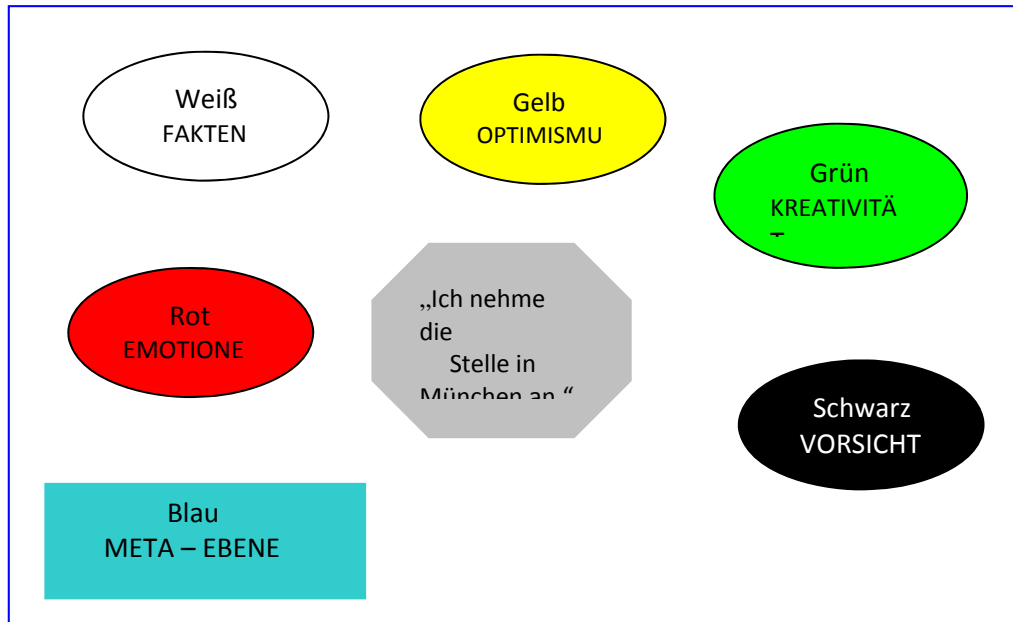 Weiß
FAKTEN
Gelb
OPTIMISMU
Grün
KREATIVITÄ
T
Rot
EMOTIONE
„Ich nehme
die
Stelle in
München an.“
Schwarz
VORSICHT
Blau
META – EBENE